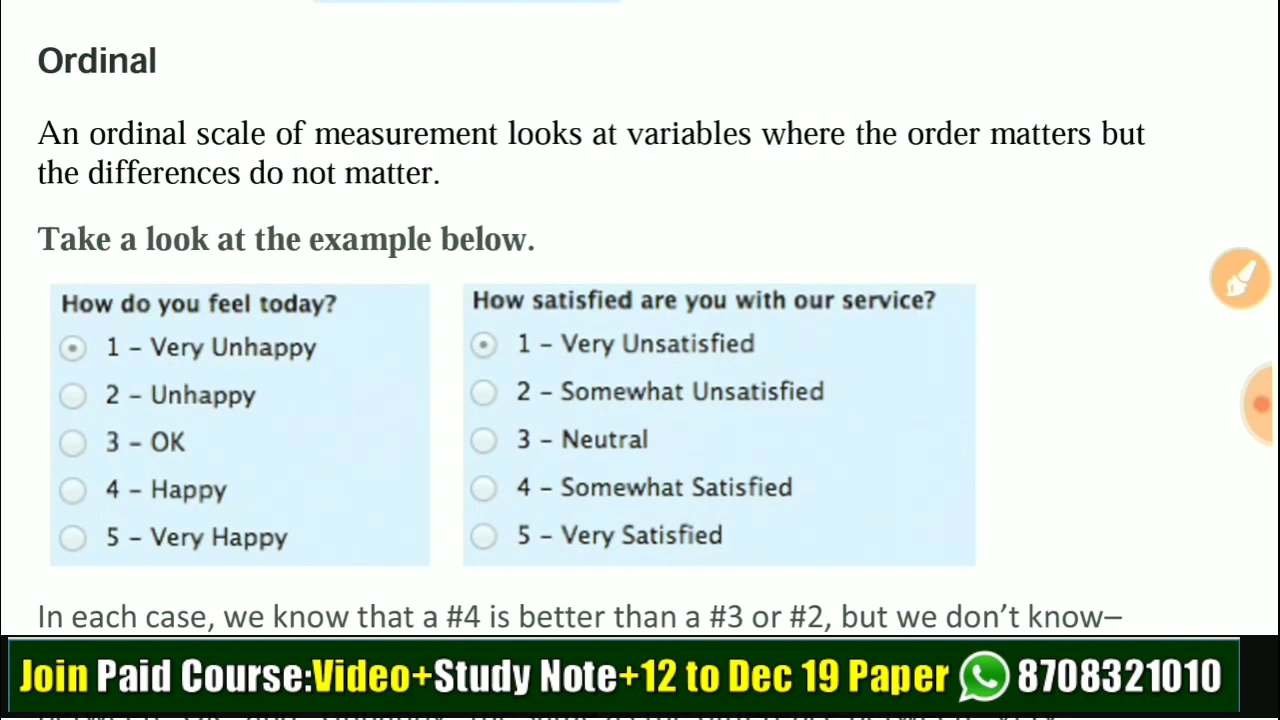 Ordinal
An ordinal scale of measurement looks at variables where the order matters but
the differences do not matter.
Take a look at the example below.
How do you feel today?
1 – Very Unhappy
2 – Unhappy
3 – OK
4 – Happy
5 – Very Happy
How satisfied are you with our service?
1 – Very Unsatisfied
2 – Somewhat Unsatisfied
3 – Neutral
4 – Somewhat Satisfied
5 – Very Satisfied
In each case, we know that a #4 is better than a #3 or #2, but we don’t know–
Join Paid Course:Video+Study Note+12 to Dec 19 Paper 8708321010